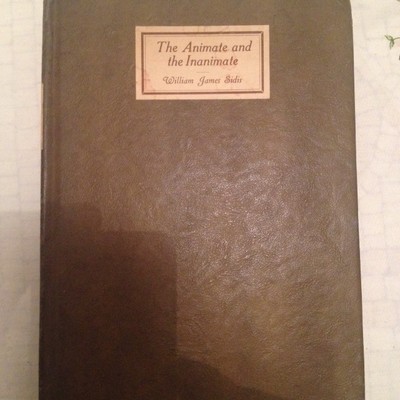 The Animate and
the Inanimate
William James Sidis